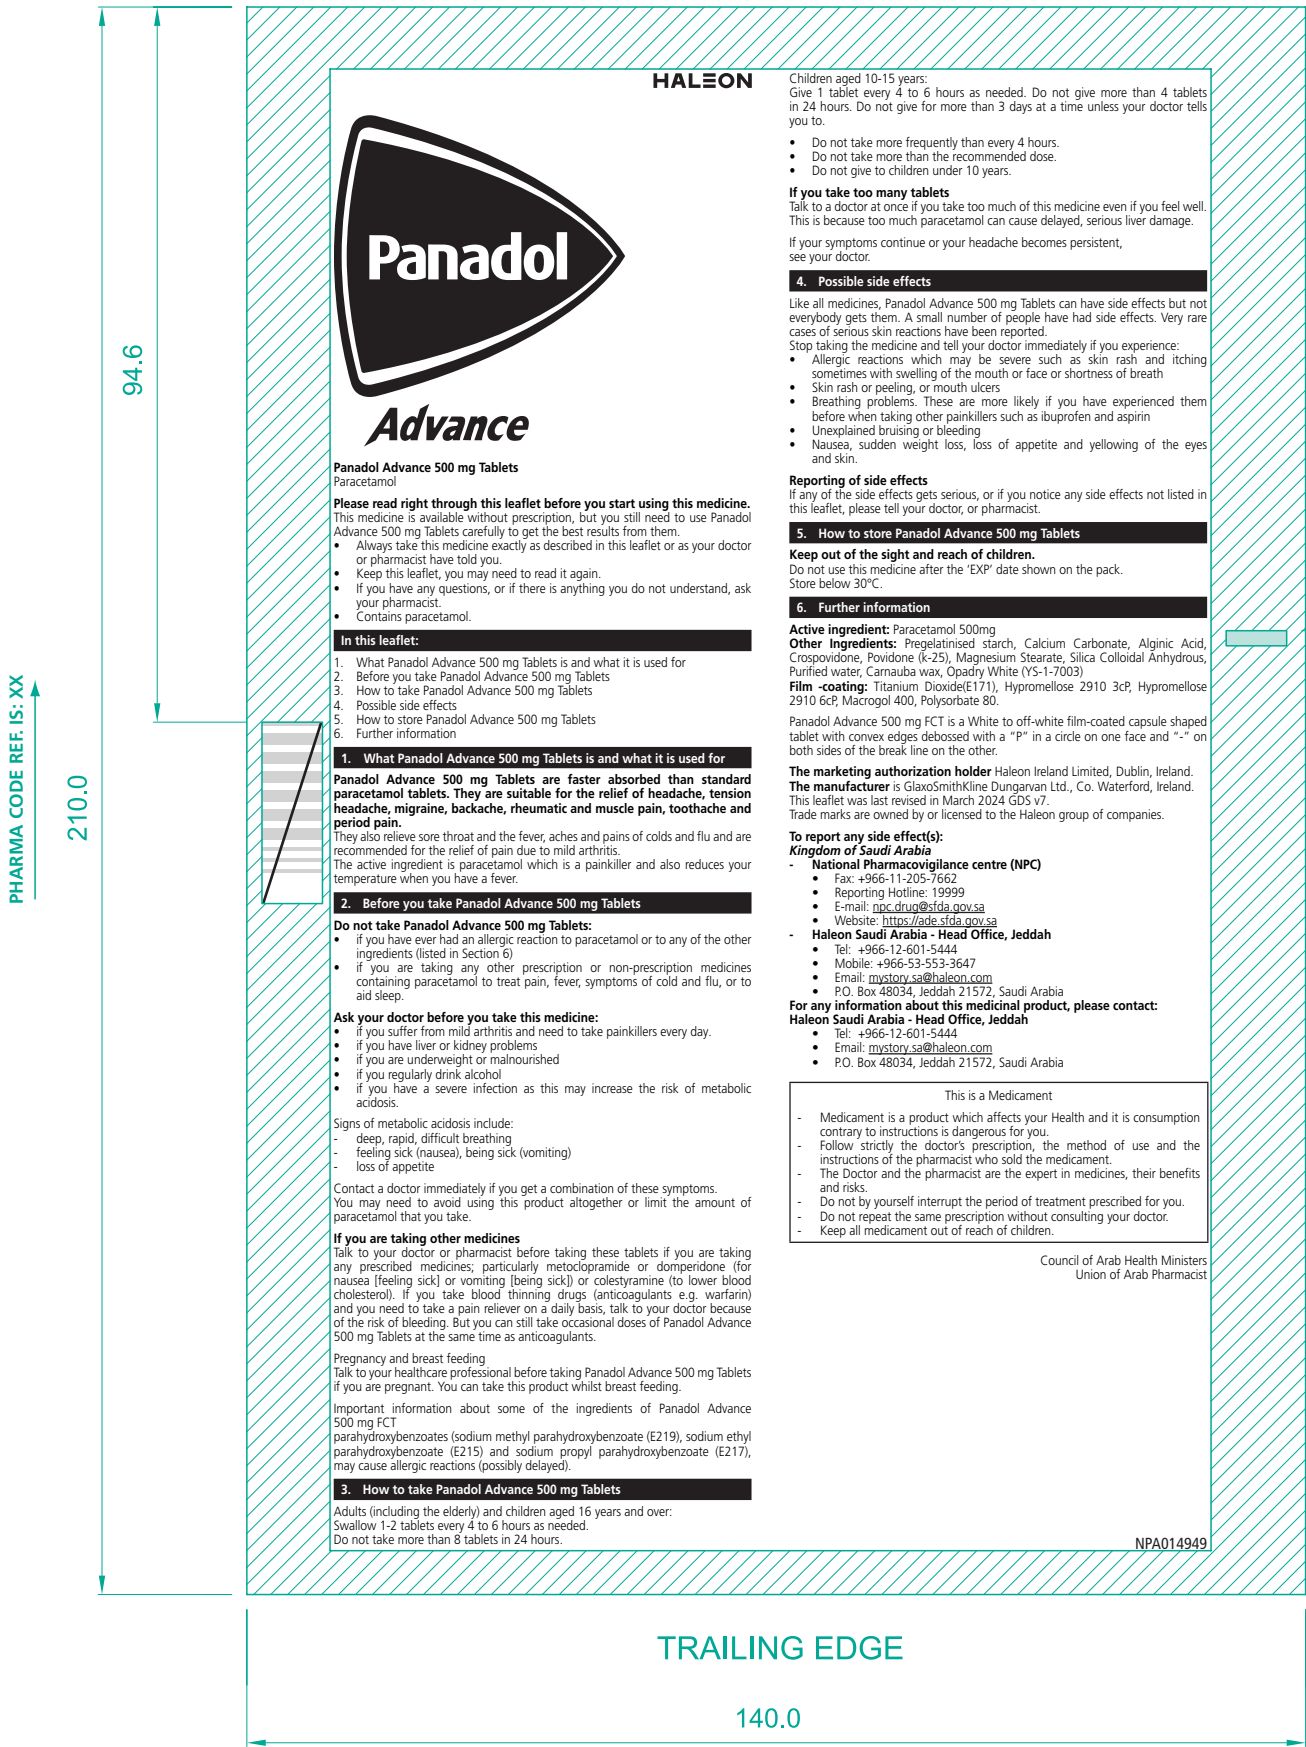 HALEON
Panadol
Advance
Panadol Advance 500 mg Tablets
Paracetamol
Please read right through this leaflet before you start using this medicine.
This medicine is available without prescription, but you still need to use Panadol
Advance 500 mg Tablets carefully to get the best results from them.
• Always take this medicine exactly as described in this leaflet or as your doctor
or pharmacist have told you.
• Keep this leaflet, you may need to read it again.
• If you have any questions, or if there is anything you do not understand, ask
your pharmacist.
• Contains paracetamol.
In this leaflet:
1. What Panadol Advance 500 mg Tablets is and what it is used for
2. Before you take Panadol Advance 500 mg Tablets
3. How to take Panadol Advance 500 mg Tablets
4. Possible side effects
5. How to store Panadol Advance 500 mg Tablets
6. Further information
1. What Panadol Advance 500 mg Tablets is and what it is used for
Panadol Advance 500 mg Tablets are faster absorbed than standard
paracetamol tablets. They are suitable for the relief of headache, tension
headache, migraine, backache, rheumatic and muscle pain, toothache and
period pain.
They also relieve sore throat and the fever, aches and pains of colds and flu and are
recommended for the relief of pain due to mild arthritis.
The active ingredient is paracetamol which is a painkiller and also reduces your
temperature when you have a fever.
2. Before you take Panadol Advance 500 mg Tablets
Do not take Panadol Advance 500 mg Tablets:
• if you have ever had an allergic reaction to paracetamol or to any of the other
ingredients (listed in Section 6)
• if you are taking any other prescription or non-prescription medicines
containing paracetamol to treat pain, fever, symptoms of cold and flu, or to
aid sleep.
Ask your doctor before you take this medicine:
• if you suffer from mild arthritis and need to take painkillers every day.
• if you have liver or kidney problems
• if you are underweight or malnourished
• if you regularly drink alcohol
• if you have a severe infection as this may increase the risk of metabolic
acidosis.
Signs of metabolic acidosis include:
- deep, rapid, difficult breathing
- feeling sick (nausea), being sick (vomiting)
- loss of appetite
Contact a doctor immediately if you get a combination of these symptoms.
You may need to avoid using this product altogether or limit the amount of
paracetamol that you take.
If you are taking other medicines
Talk to your doctor or pharmacist before taking these tablets if you are taking
any prescribed medicines; particularly metoclopramide or domperidone (for
nausea [feeling sick] or vomiting [being sick]) or colestyramine (to lower blood
cholesterol). If you take blood thinning drugs (anticoagulants e.g. warfarin)
and you need to take a pain reliever on a daily basis, talk to your doctor because
of the risk of bleeding. But you can still take occasional doses of Panadol Advance
500 mg Tablets at the same time as anticoagulants.
Pregnancy and breast feeding
Talk to your healthcare professional before taking Panadol Advance 500 mg Tablets
if you are pregnant. You can take this product whilst breast feeding.
Important information about some of the ingredients of Panadol Advance
500 mg FCT
parahydroxybenzoates (sodium methyl parahydroxybenzoate (E219), sodium ethyl
parahydroxybenzoate (E215) and sodium propyl parahydroxybenzoate (E217),
may cause allergic reactions (possibly delayed).
3. How to take Panadol Advance 500 mg Tablets
Adults (including the elderly) and children aged 16 years and over:
Swallow 1-2 tablets every 4 to 6 hours as needed.
Do not take more than 8 tablets in 24 hours.
Children aged 10-15 years:
Give 1 tablet every 4 to 6 hours as needed. Do not give more than 4 tablets
in 24 hours. Do not give for more than 3 days at a time unless your doctor tells
you to.
• Do not take more frequently than every 4 hours.
• Do not take more than the recommended dose.
• Do not give to children under 10 years.
If you take too many tablets
Talk to a doctor at once if you take too much of this medicine even if you feel well.
This is because too much paracetamol can cause delayed, serious liver damage.
If your symptoms continue or your headache becomes persistent,
see your doctor.
4. Possible side effects
Like all medicines, Panadol Advance 500 mg Tablets can have side effects but not
everybody gets them. A small number of people have had side effects. Very rare
cases of serious skin reactions have been reported.
Stop taking the medicine and tell your doctor immediately if you experience:
• Allergic reactions which may be severe such as skin rash and itching
sometimes with swelling of the mouth or face or shortness of breath
• Skin rash or peeling, or mouth ulcers
• Breathing problems. These are more likely if you have experienced them
before when taking other painkillers such as ibuprofen and aspirin
• Unexplained bruising or bleeding
• Nausea, sudden weight loss, loss of appetite and yellowing of the eyes
and skin.
Reporting of side effects
If any of the side effects gets serious, or if you notice any side effects not listed in
this leaflet, please tell your doctor, or pharmacist.
5. How to store Panadol Advance 500 mg Tablets
Keep out of the sight and reach of children.
Do not use this medicine after the ‘EXP’ date shown on the pack.
Store below 30°C.
6. Further information
Active ingredient: Paracetamol 500mg
Other Ingredients: Pregelatinised starch, Calcium Carbonate, Alginic Acid,
Crospovidone, Povidone (k-25), Magnesium Stearate, Silica Colloidal Anhydrous,
Purified water, Carnauba wax, Opadry White (YS-1-7003)
Film -coating: Titanium Dioxide(E171), Hypromellose 2910 3cP, Hypromellose
2910 6cP, Macrogol 400, Polysorbate 80.
Panadol Advance 500 mg FCT is a White to off-white film-coated capsule shaped
tablet with convex edges debossed with a “P” in a circle on one face and “-” on
both sides of the break line on the other.
The marketing authorization holder Haleon Ireland Limited, Dublin, Ireland.
The manufacturer is GlaxoSmithKline Dungarvan Ltd., Co. Waterford, Ireland.
This leaflet was last revised in March 2024 GDS v7.
Trade marks are owned by or licensed to the Haleon group of companies.
To report any side effect(s):
Kingdom of Saudi Arabia
- National Pharmacovigilance centre (NPC)
• Fax: +966-11-205-7662
• Reporting Hotline: 19999
• E-mail: npc.drug@sfda.gov.sa
• Website: https://ade.sfda.gov.sa
- Haleon Saudi Arabia - Head Office, Jeddah
• Tel: +966-12-601-5444
• Mobile: +966-53-553-3647
• Email: mystory.sa@haleon.com
• P.O. Box 48034, Jeddah 21572, Saudi Arabia
For any information about this medicinal product, please contact:
Haleon Saudi Arabia - Head Office, Jeddah
• Tel: +966-12-601-5444
• Email: mystory.sa@haleon.com
• P.O. Box 48034, Jeddah 21572, Saudi Arabia
This is a Medicament
- Medicament is a product which affects your Health and it is consumption
contrary to instructions is dangerous for you.
- Follow strictly the doctor’s prescription, the method of use and the
instructions of the pharmacist who sold the medicament.
- The Doctor and the pharmacist are the expert in medicines, their benefits
and risks.
- Do not by yourself interrupt the period of treatment prescribed for you.
- Do not repeat the same prescription without consulting your doctor.
- Keep all medicament out of reach of children.
Council of Arab Health Ministers
Union of Arab Pharmacist
NPA014949
94.6
210.0
PHARMA CODE REF. IS: XX
TRAILING EDGE
140.0